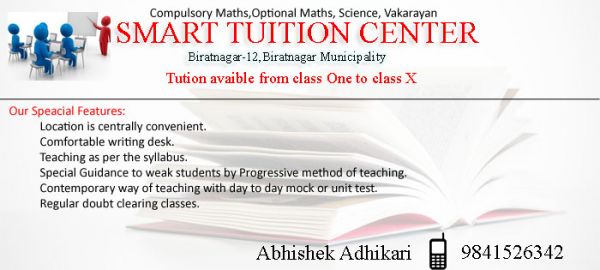 Compulsory Maths,Optional Maths, Science, Vakarayan
SMART TUITION CENTER
Biratnagar-12,Biratnagar Municipality
Tution avaible from class One to class X
Our Speacial Features:
Location is centrally convenient.
Comfortable writing desk.
Teaching as per the syllabus.
Special Guidance to weak students by Progressive method of teaching.
Contemporary way of teaching with day to day mock or unit test.
Regular doubt clearing classes.
Abhishek Adhikari 9841526342